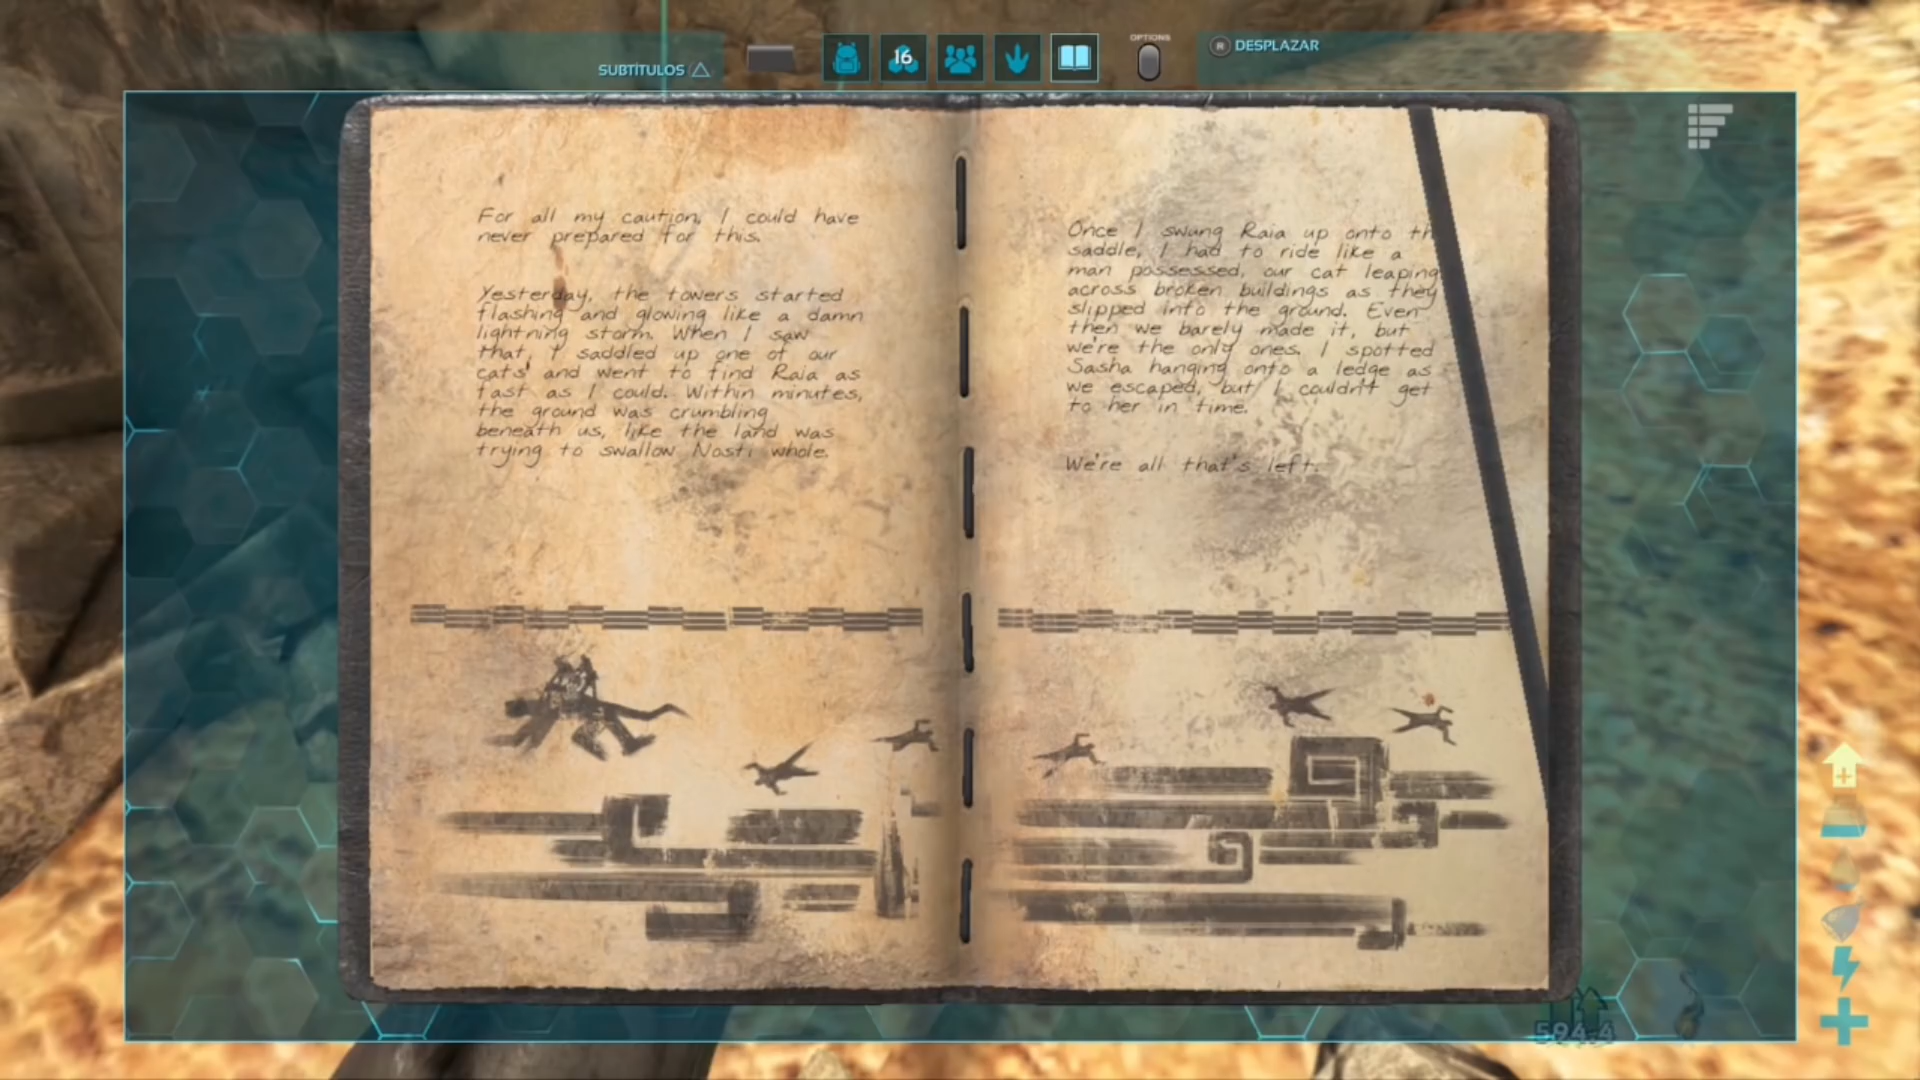 OPTIONS
SUBTÍTULOS
16
R DESPLAZAR
For all my caution, I could have
never prepared for this.
Yesterday, the towers started
flashing and glowing like a damn
lightning storm. When I saw
that, I saddled up one of our
cats' and went to find Raia as
fast as I could. Within minutes,
the ground was crumbling
beneath us, like the land was
trying to swallow Nosti whole.
Once I swung Raia up onto th
saddle, I had to ride like a
man possessed, our cat leaping
across broken buildings as they
slipped into the ground. Even
then we barely made it, but
we're the only ones. I spotted
Sasha hanging onto a ledge as
we escaped, but I couldn't get
to her in time.
We're all that's left.
594.4